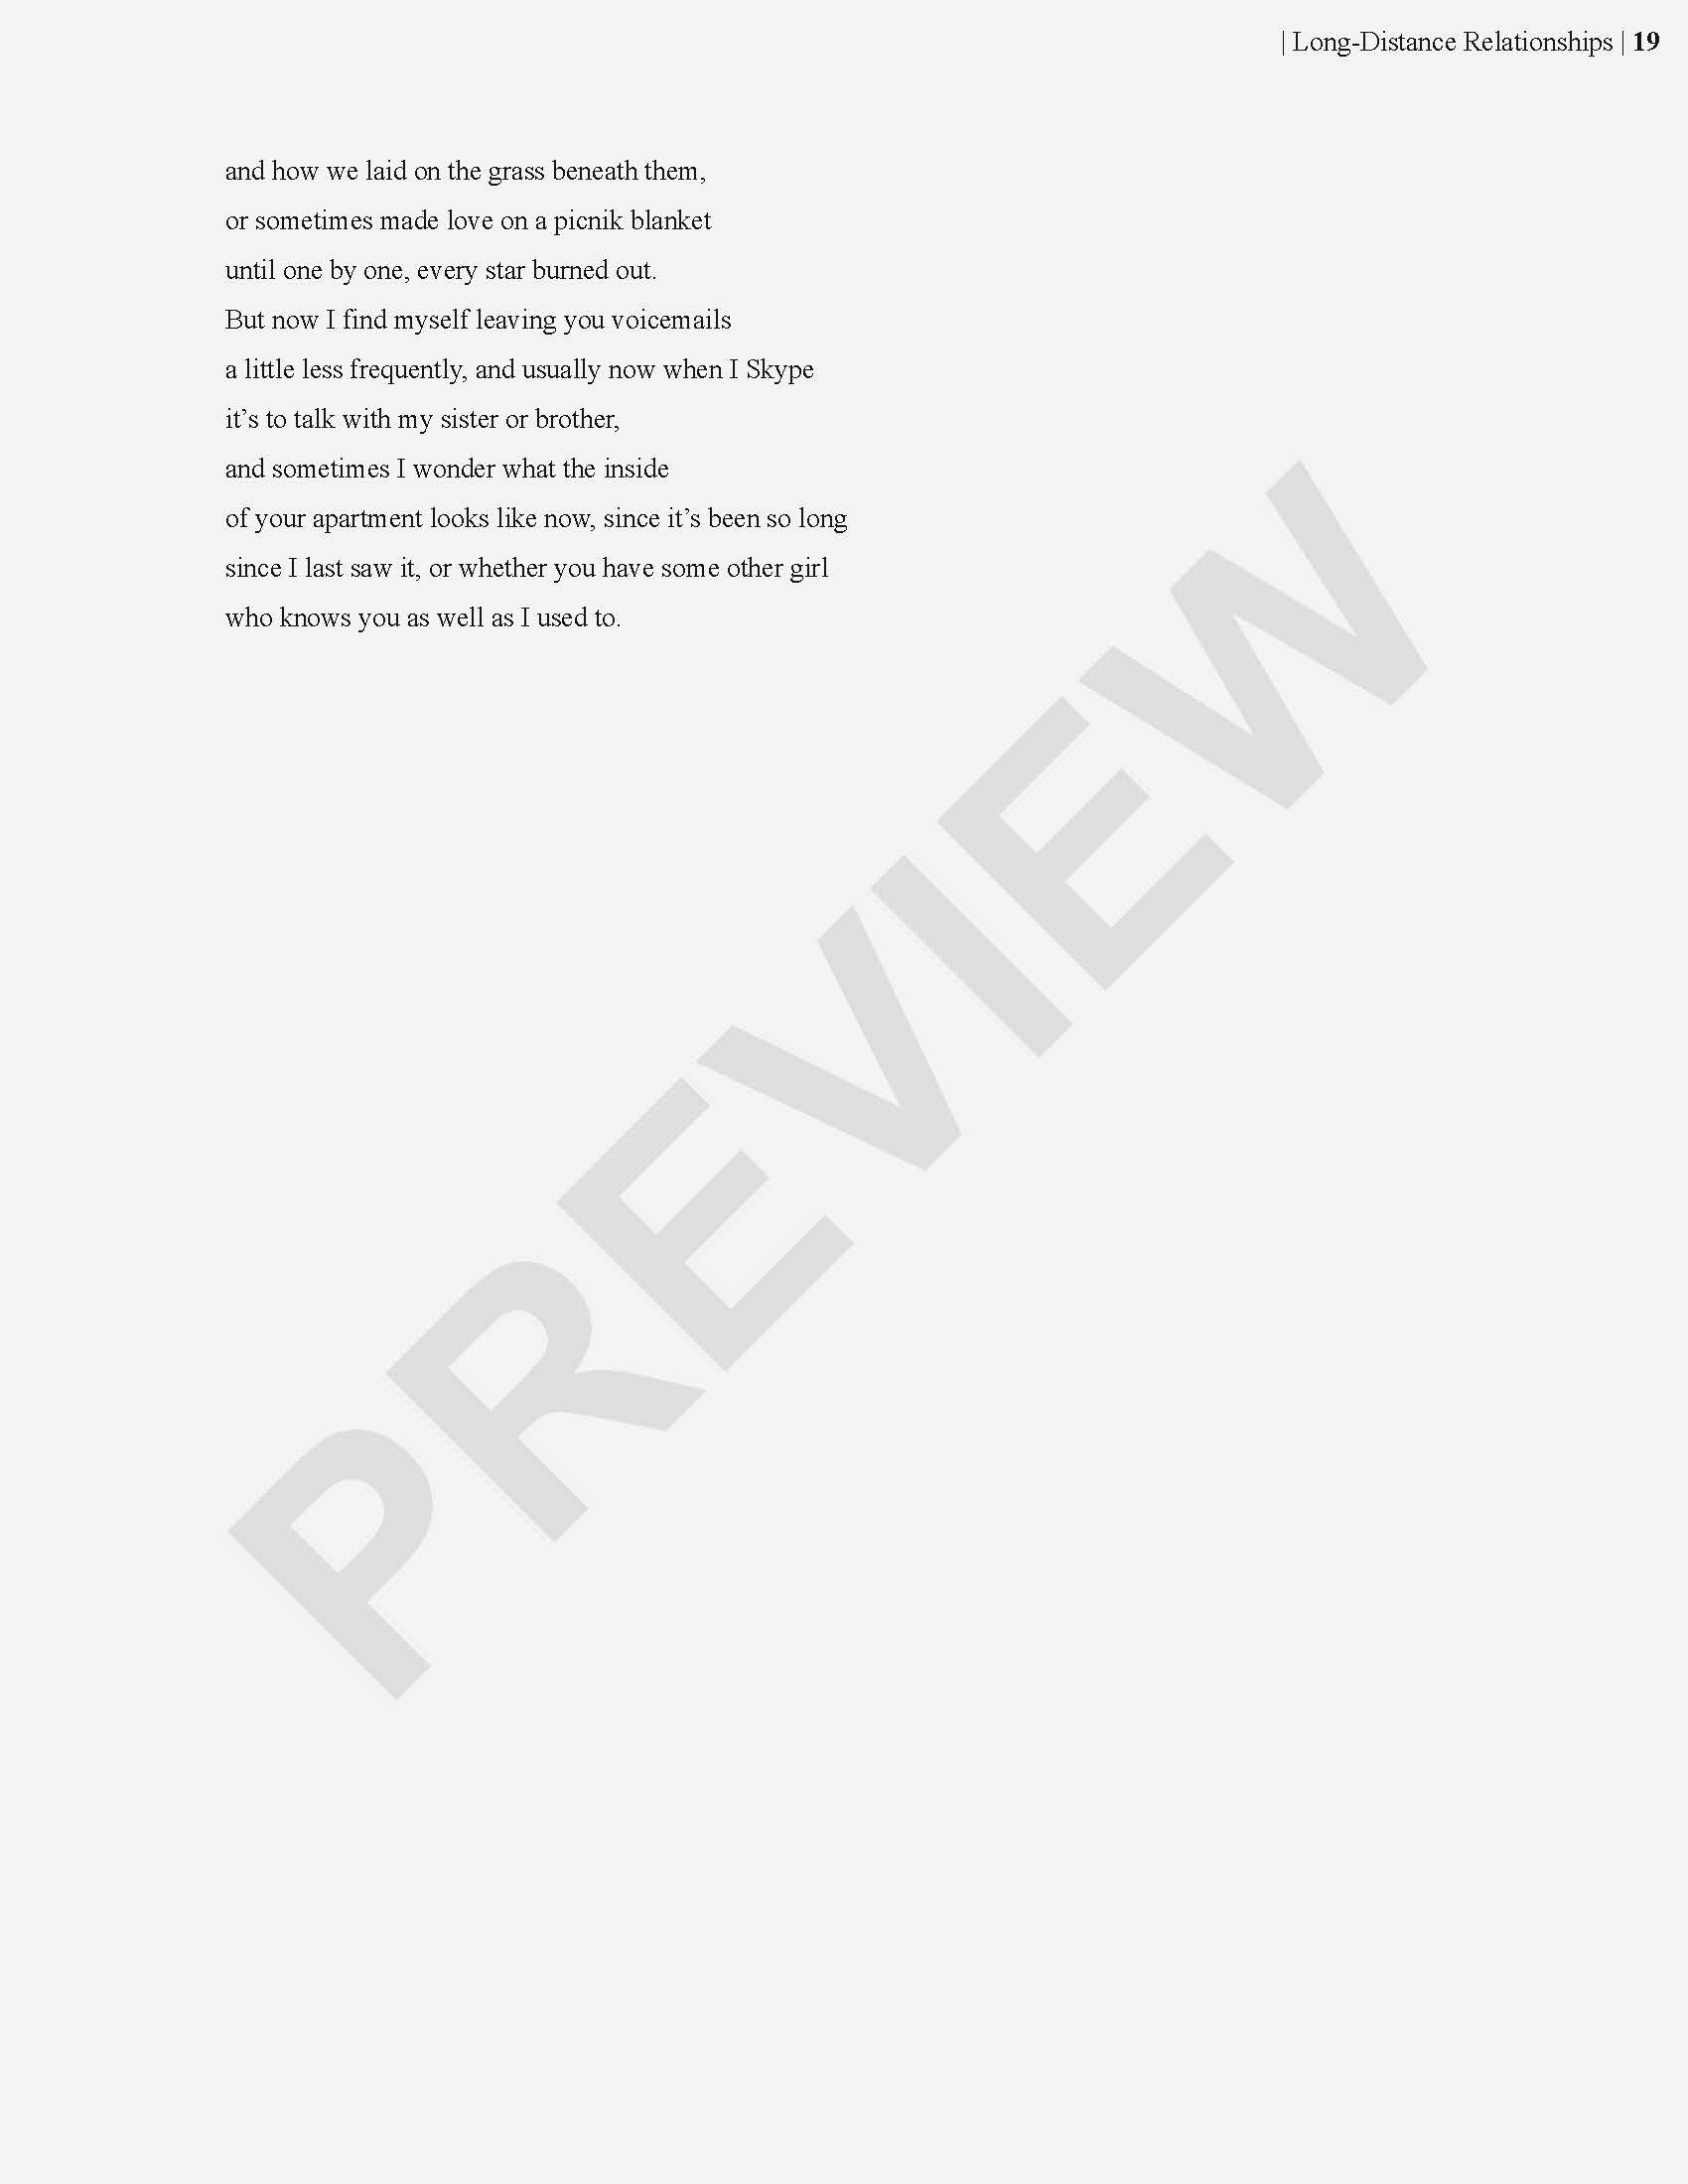 | Long-Distance Relationships | 19
and how we laid on the grass beneath them,
or sometimes made love on a picnik blanket
until one by one, every star burned out.
But now I find myself leaving you voicemails
a little less frequently, and usually now when I Skype
it’s to talk with my sister or brother,
and sometimes I wonder what the inside
of your apartment looks like now, since it’s been so long
since I last saw it, or whether you have some other girl
who knows you as well as I used to.
PREVIEW